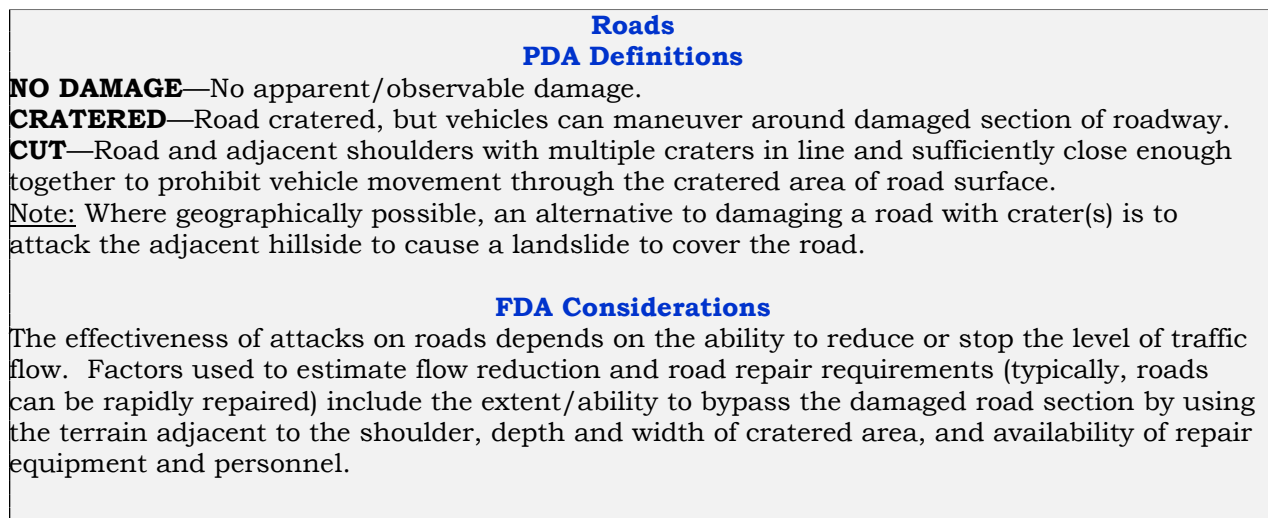 Roads
PDA Definitions
NO DAMAGE—No apparent/observable damage.
CRATERED—Road cratered, but vehicles can maneuver around damaged section of roadway.
CUT—Road and adjacent shoulders with multiple craters in line and sufficiently close enough
together to prohibit vehicle movement through the cratered area of road surface.
Note: Where geographically possible, an alternative to damaging a road with crater(s) is to
attack the adjacent hillside to cause a landslide to cover the road.
FDA Considerations
The effectiveness of attacks on roads depends on the ability to reduce or stop the level of traffic
flow.  Factors used to estimate flow reduction and road repair requirements (typically, roads
can be rapidly repaired) include the extent/ability to bypass the damaged road section by using
the terrain adjacent to the shoulder, depth and width of cratered area, and availability of repair
equipment and personnel.